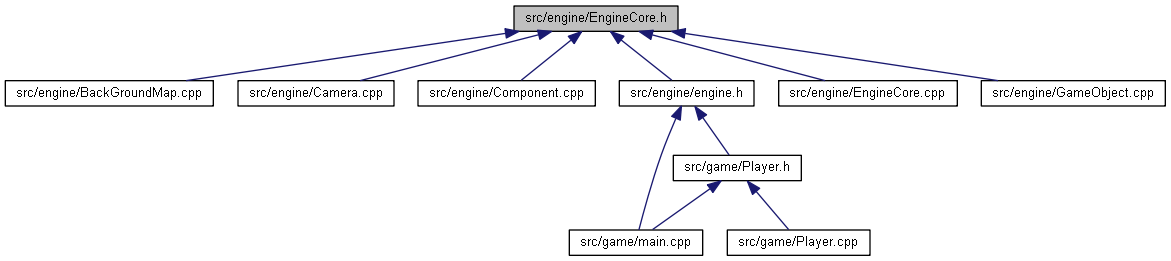 src/engine/EngineCore.h
src/engine/BackGroundMap.cpp
src/engine/Camera.cpp
src/engine/Component.cpp
src/engine/engine.h
src/engine/EngineCore.cpp
src/engine/GameObject.cpp
src/game/Player.h
src/game/main.cpp
src/game/Player.cpp